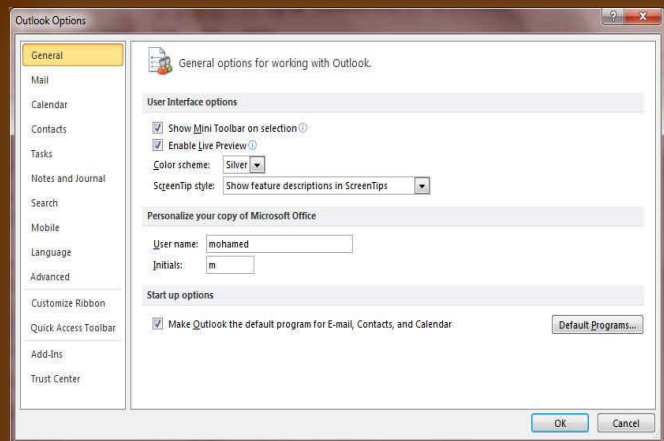 Outlook Options
General
Mail
Calendar
Contacts
Tasks
Notes and Journal
Search
Mobile
Language
Advanced
Customize Ribbon
Quick Access Toolbar
Add-Ins
Trust Center
General options for working with Outlook.
User Interface options
Show Mini Toolbar on selection
Enable Live Preview
Color scheme: Silver
ScreenTip style: Show feature descriptions in ScreenTips
Personalize your copy of Microsoft Office
User name: mohamed
Initials: m
Start up options
Make Outlook the default program for E-mail, Contacts, and Calendar Default Programs...
OK Cancel